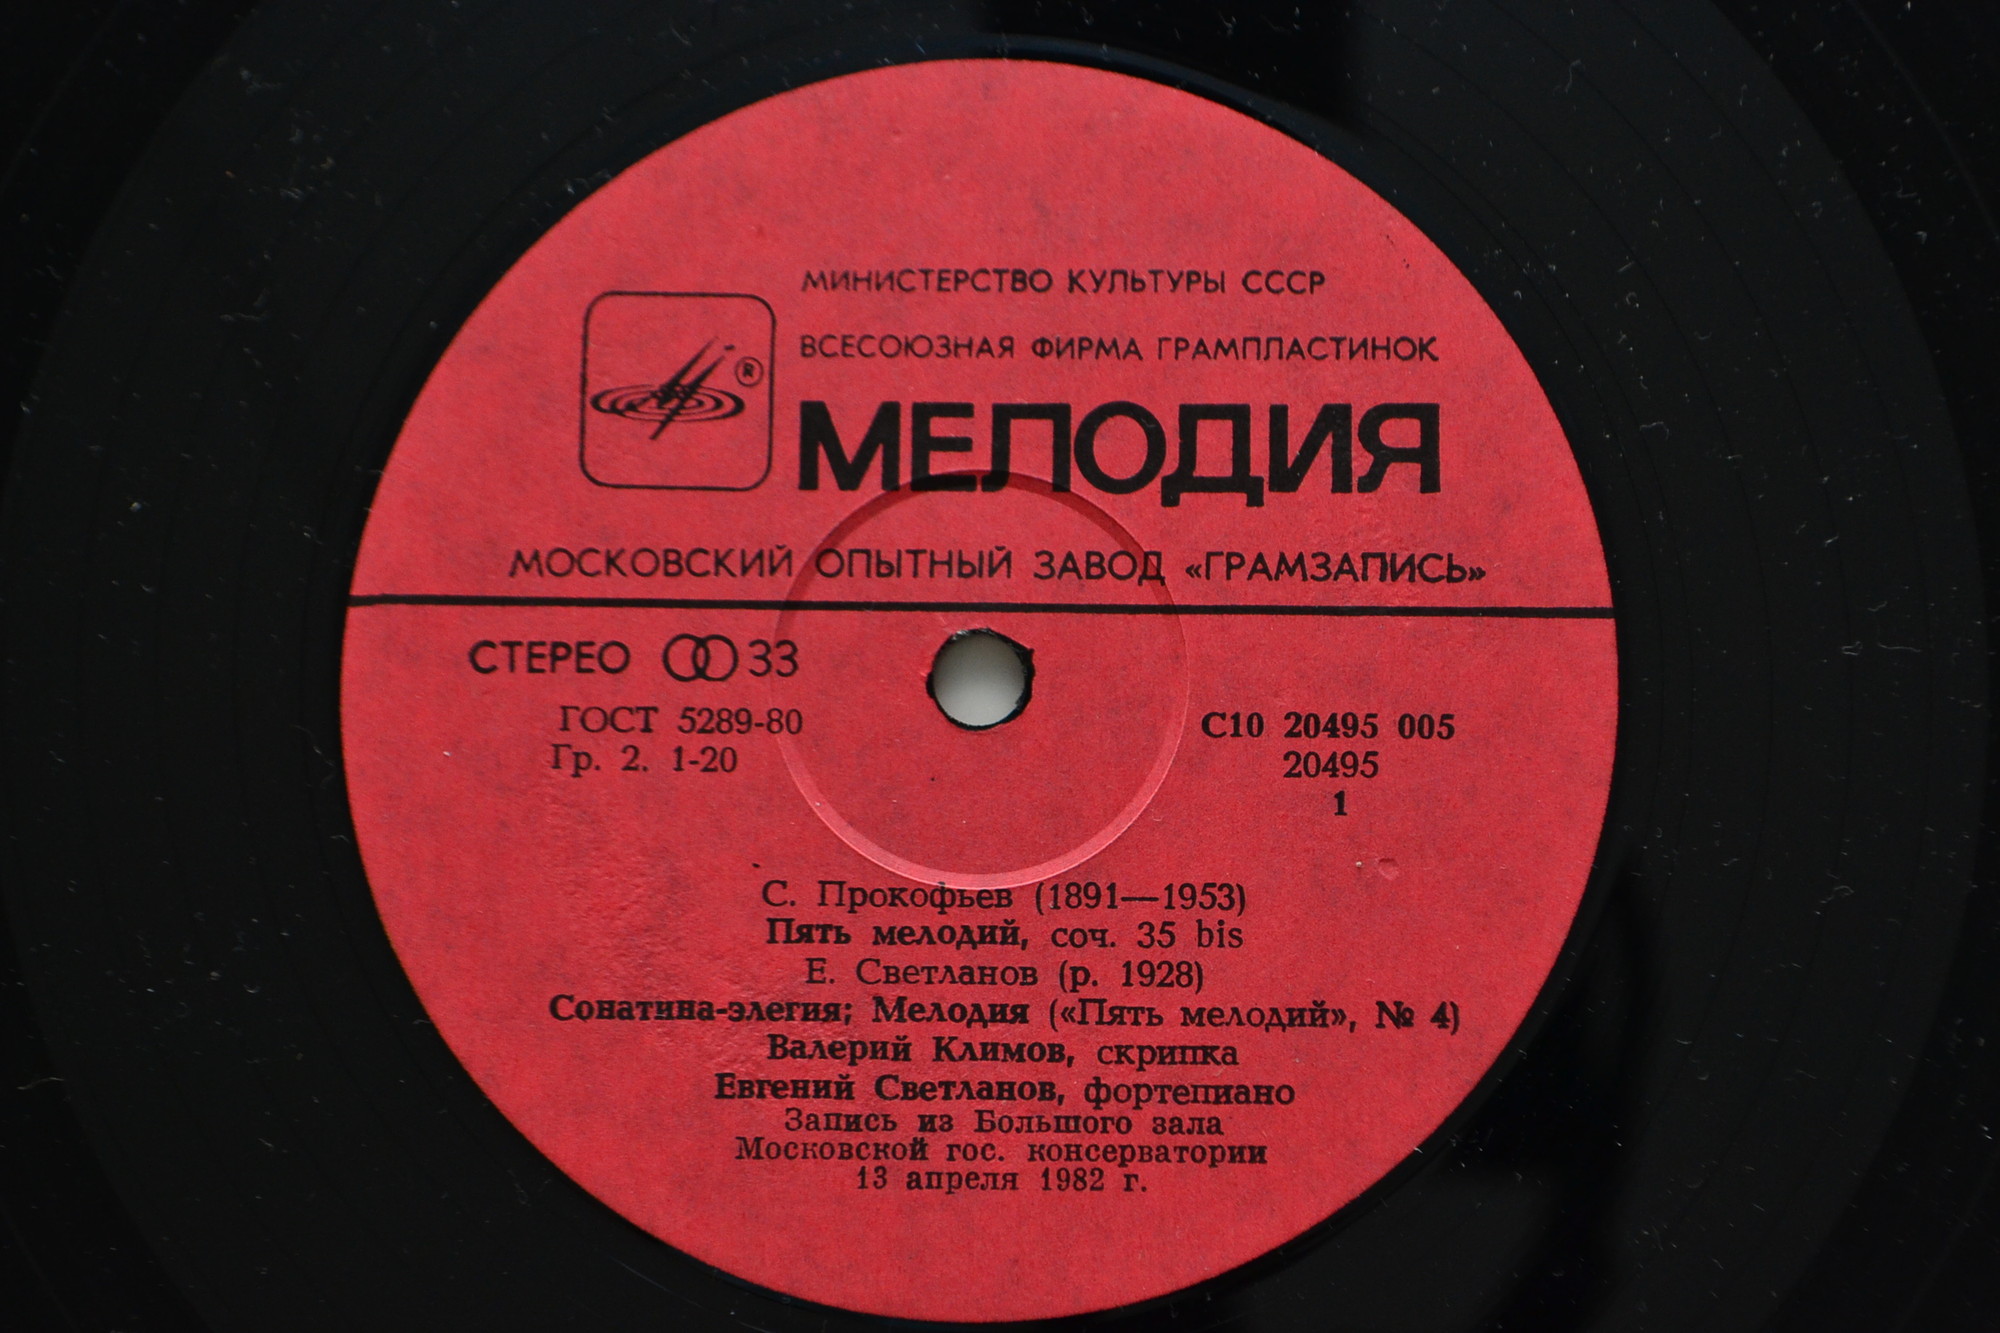 МИНИСТЕРСТВО КУЛЬТУРЫ СССР
ВСЕСОЮЗНАЯ ФИРМА ГРАМПЛАСТИНОК
®
МЕЛОДИЯ
МОСКОВСКИЙ ОПЫТНЫЙ ЗАВОД «ГРАМЗАПИСЬ»
СТЕРЕО 33
ГОСТ 5289-80
Гр. 2. 1-20
С10 20495 005
20495
1
С. Прокофьев (1891—1953)
Пять мелодий, соч. 35 bis
Е. Светланов (р. 1928)
Сонатина-элегия; Мелодия («Пять мелодий», № 4)
Валерий Климов, скрипка
Евгений Светланов, фортепиано
Запись из Большого зала
Московской гос. консерватории
13 апреля 1982 г.